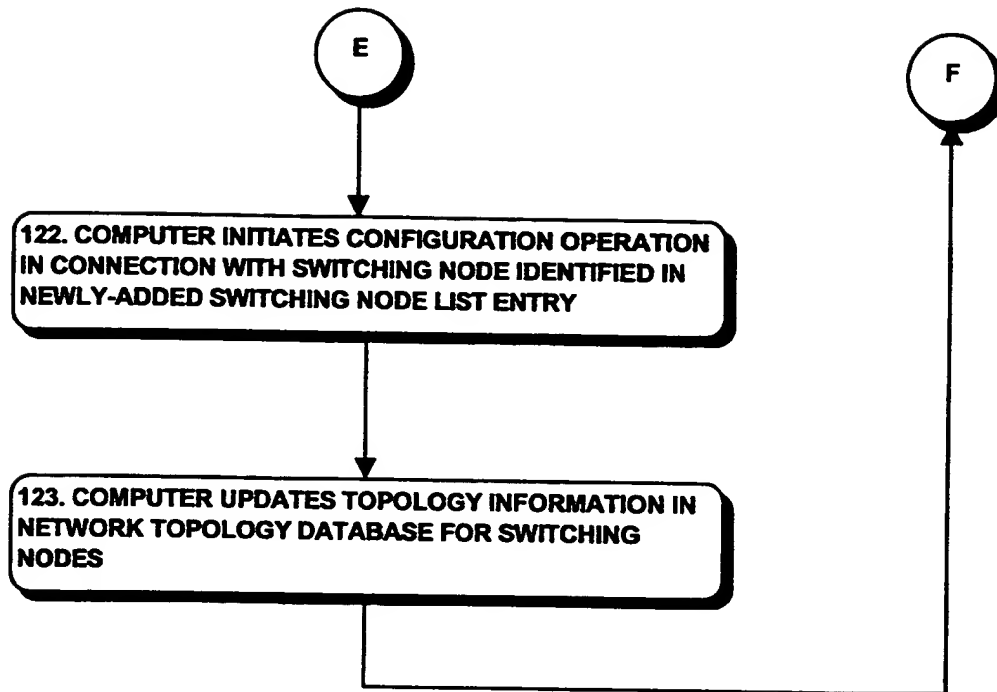 E
F
122. COMPUTER INITIATES CONFIGURATION OPERATION
IN CONNECTION WITH SWITCHING NODE IDENTIFIED IN
NEWLY-ADDED SWITCHING NODE LIST ENTRY
123. COMPUTER UPDATES TOPOLOGY INFORMATION IN
NETWORK TOPOLOGY DATABASE FOR SWITCHING
NODES